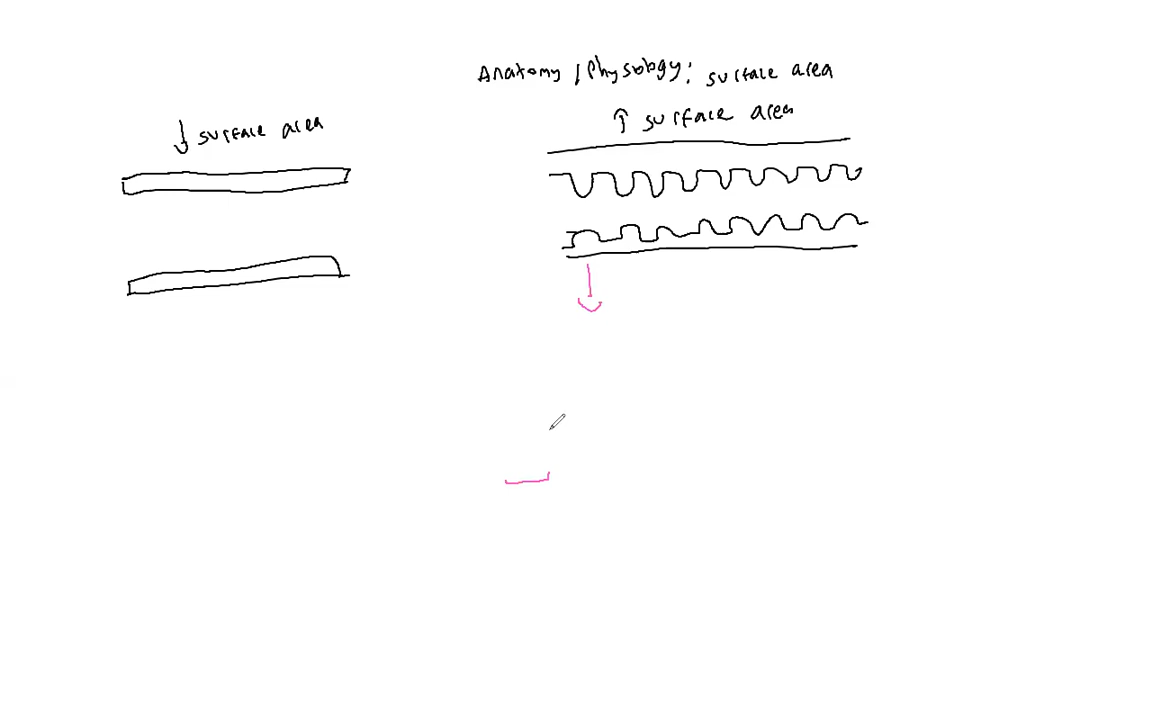 Anatomy / Physiology: surface area
↑ surface area
↓ surface area